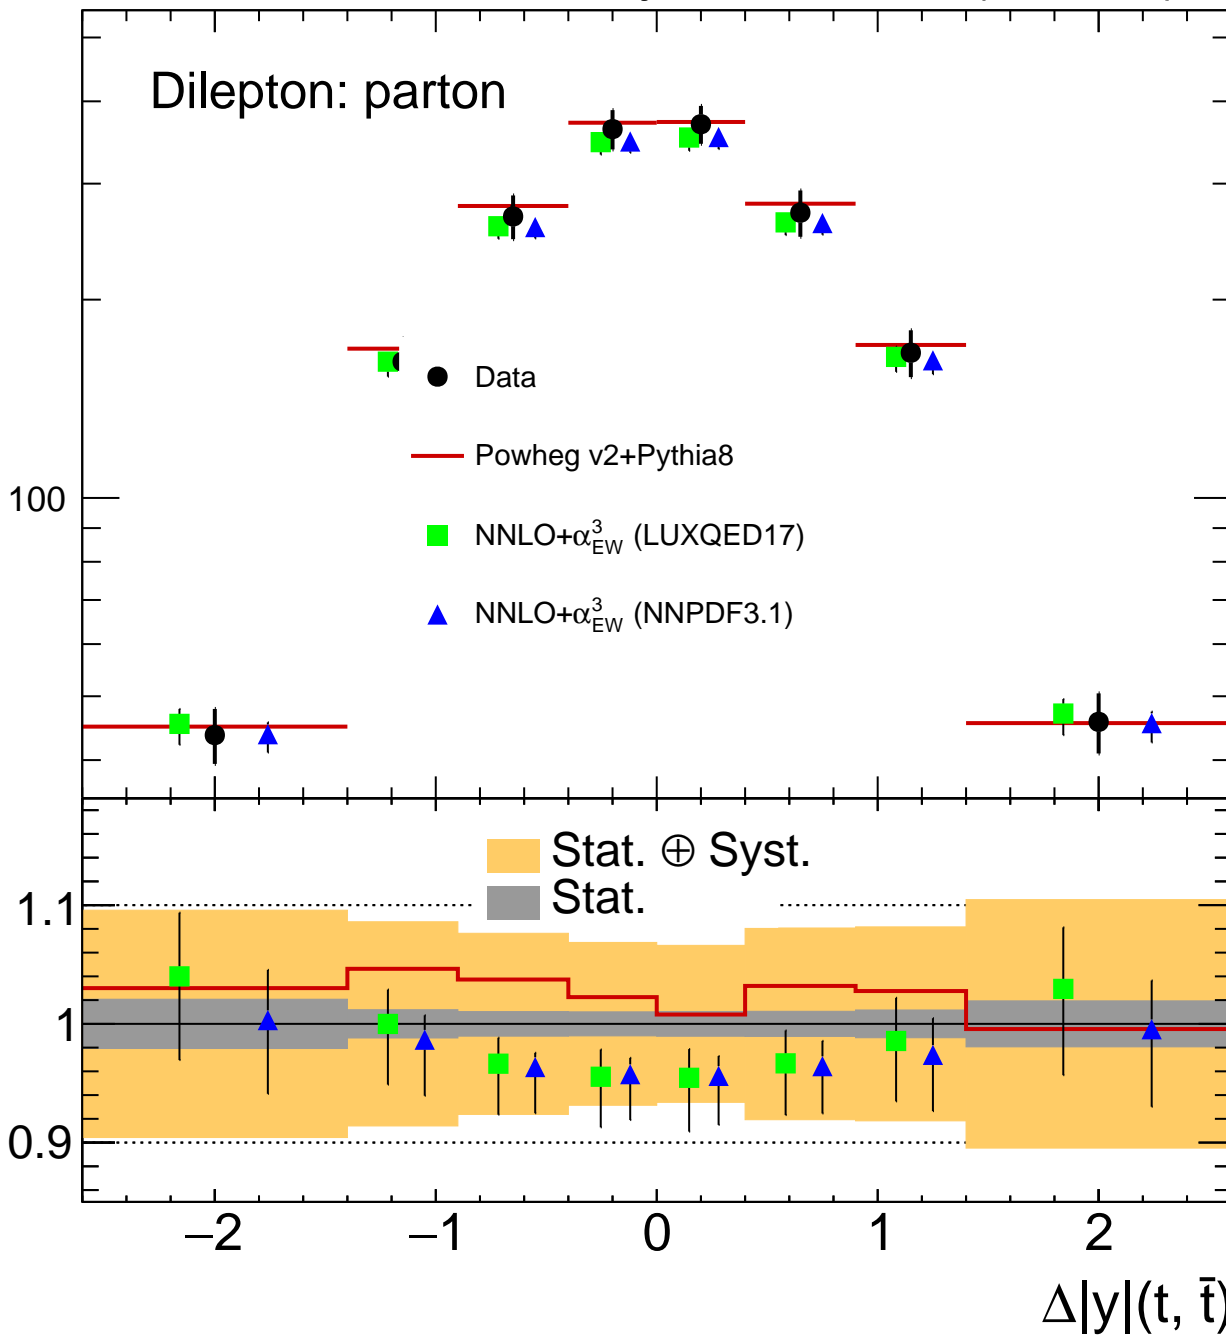 Dilepton: parton
Data
Powheg v2+Pythia8
100
NNLO+α³EW (LUXQED17)
NNLO+α³EW (NNPDF3.1)
Stat. ⊕ Syst.
Stat.
1.1
1
0.9
−2 −1 0 1 2
Δ|y|(t, t̄)